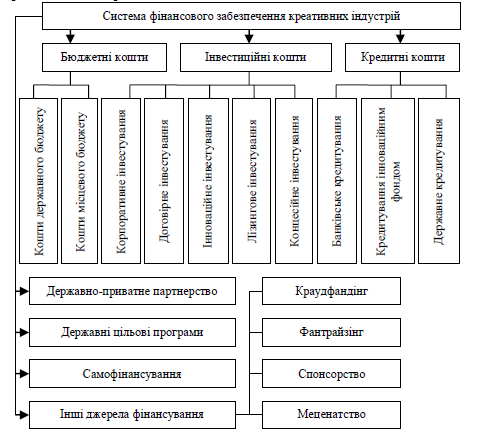 Система фінансового забезпечення креативних індустрій
Бюджетні кошти
Інвестиційні кошти
Кредитні кошти
Кошти державного бюджету
Кошти місцевого бюджету
Корпоративне інвестування
Договірне інвестування
Інноваційне інвестування
Лізингове інвестування
Концесійне інвестування
Банківське кредитування
Кредитування інноваційним
фондом
Державне кредитування
Державно-приватне партнерство
Краудфандінг
Державні цільові програми
Фантрайзінг
Самофінансування
Спонсорство
Інші джерела фінансування
Меценатство